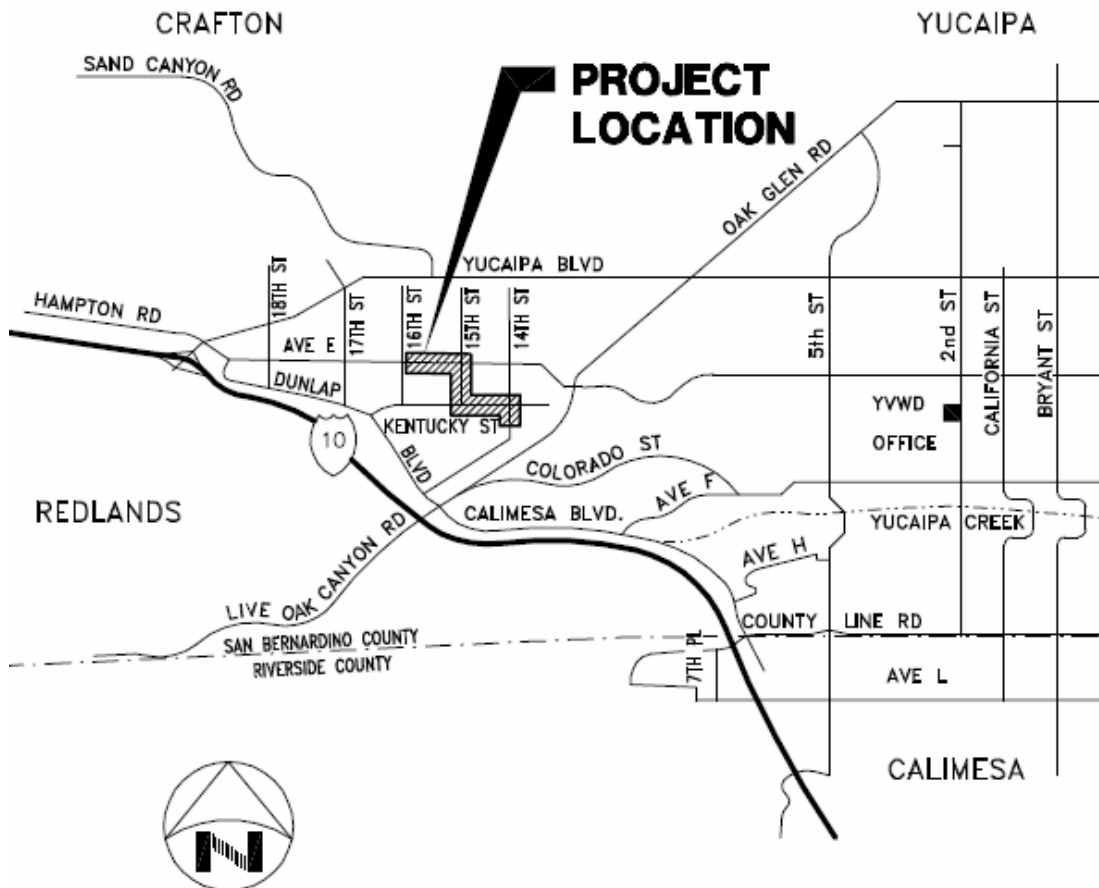 CRAFTON
YUCAIPA
SAND CANYON RD
PROJECT
LOCATION
OAK GLEN RD
YUCAIPA BLVD
HAMPTON RD
18TH ST
17TH ST
16TH ST
15TH ST
14TH ST
5th ST
2nd ST
CALIFORNIA ST
BRYANT ST
AVE E
DUNLAP
BLVD
KENTUCKY ST
YVWD
OFFICE
10
COLORADO ST
AVE F
REDLANDS
CALIMESA BLVD.
YUCAIPA CREEK
AVE H
LIVE OAK CANYON RD
COUNTY LINE RD
SAN BERNARDINO COUNTY
RIVERSIDE COUNTY
7TH PL
AVE L
CALIMESA
N